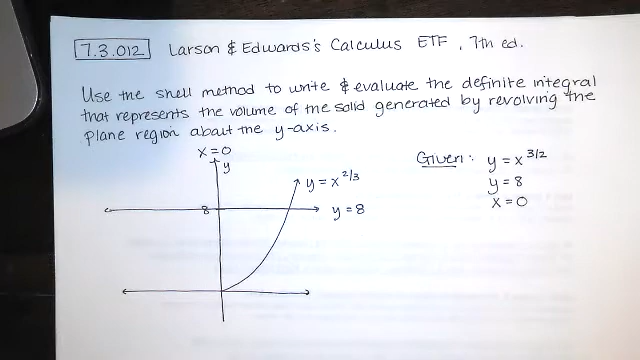 7.3.012 Larson & Edwards's Calculus ETF, 7th ed.
Use the shell method to write & evaluate the definite integral
that represents the volume of the solid generated by revolving the
plane region about the y-axis.
x=0
y
y = x^2/3
8
y = 8
Given: y = x^3/2
y = 8
x = 0